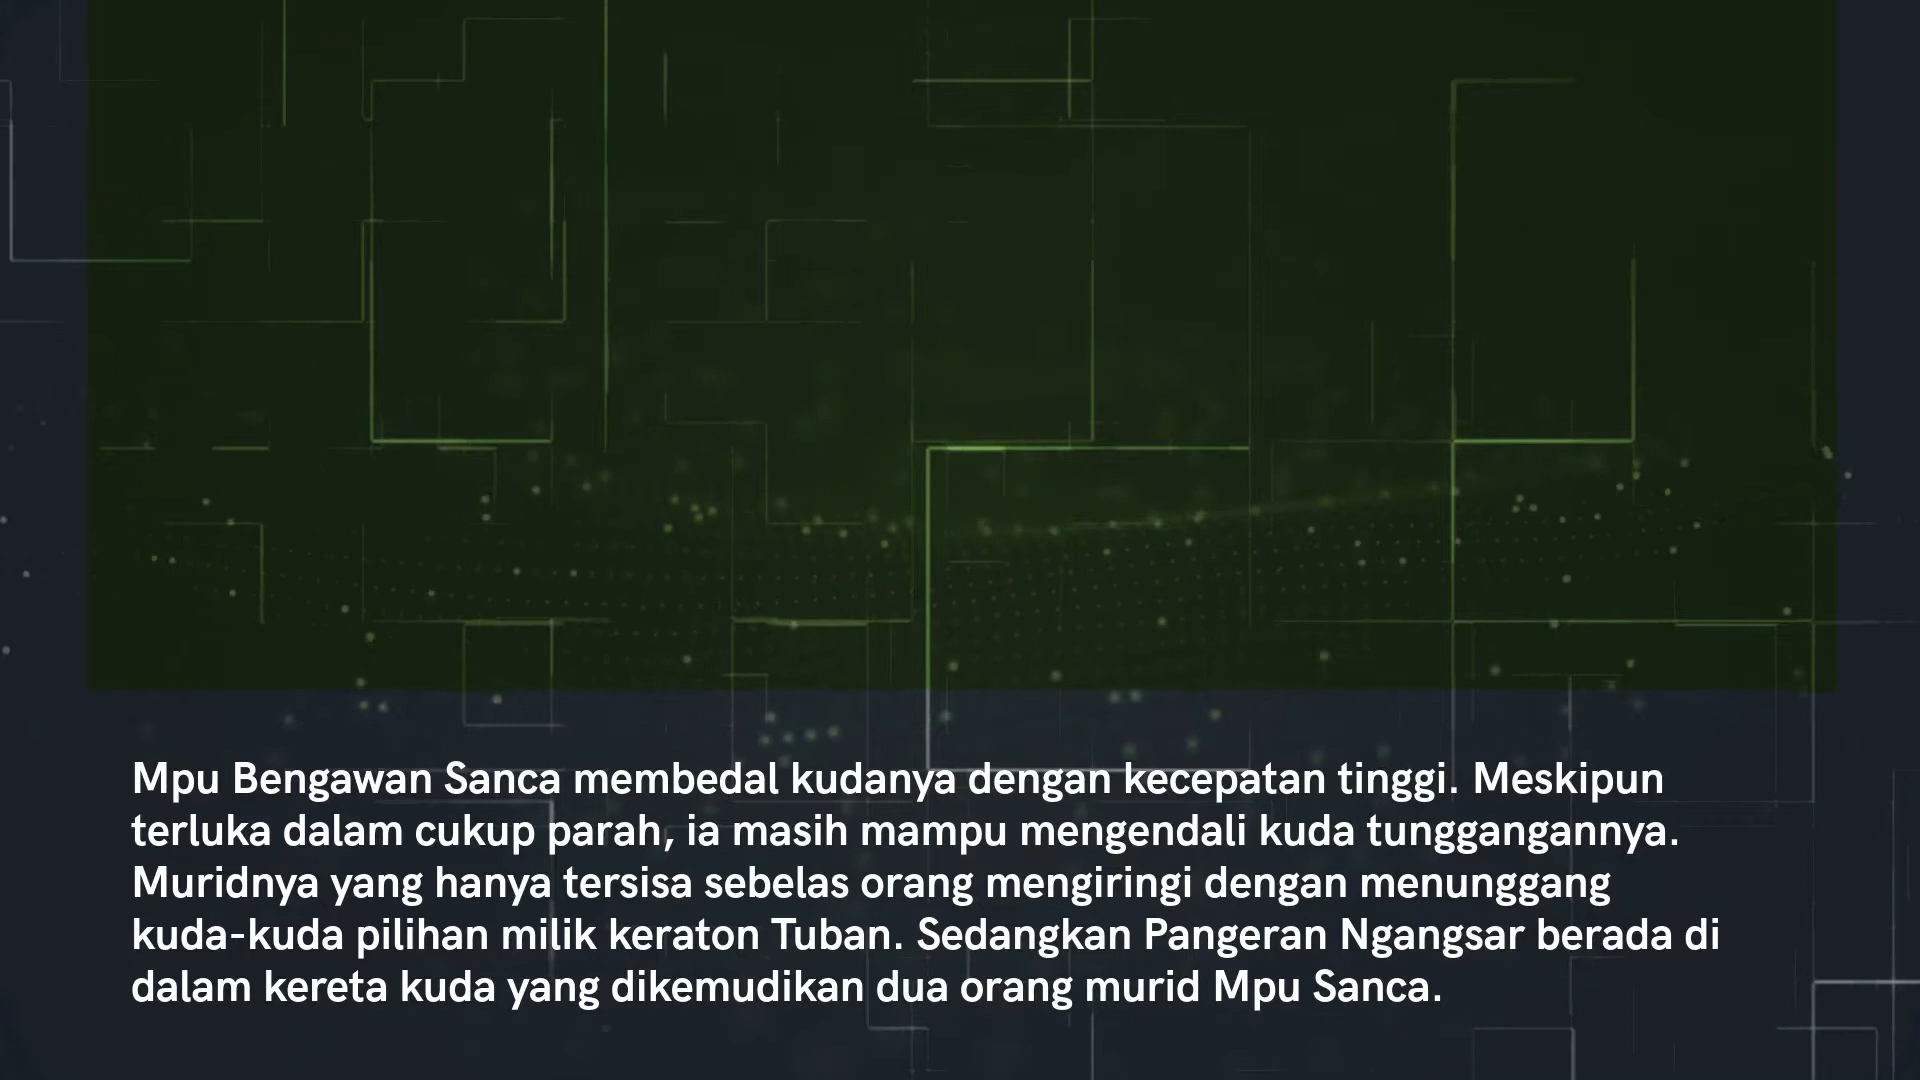 Mpu Bengawan Sanca membedal kudanya dengan kecepatan tinggi. Meskipun
terluka dalam cukup parah, ia masih mampu mengendali kuda tunggangannya.
Muridnya yang hanya tersisa sebelas orang mengiringi dengan menunggang
kuda-kuda pilihan milik keraton Tuban. Sedangkan Pangeran Ngangsar berada di
dalam kereta kuda yang dikemudikan dua orang murid Mpu Sanca.